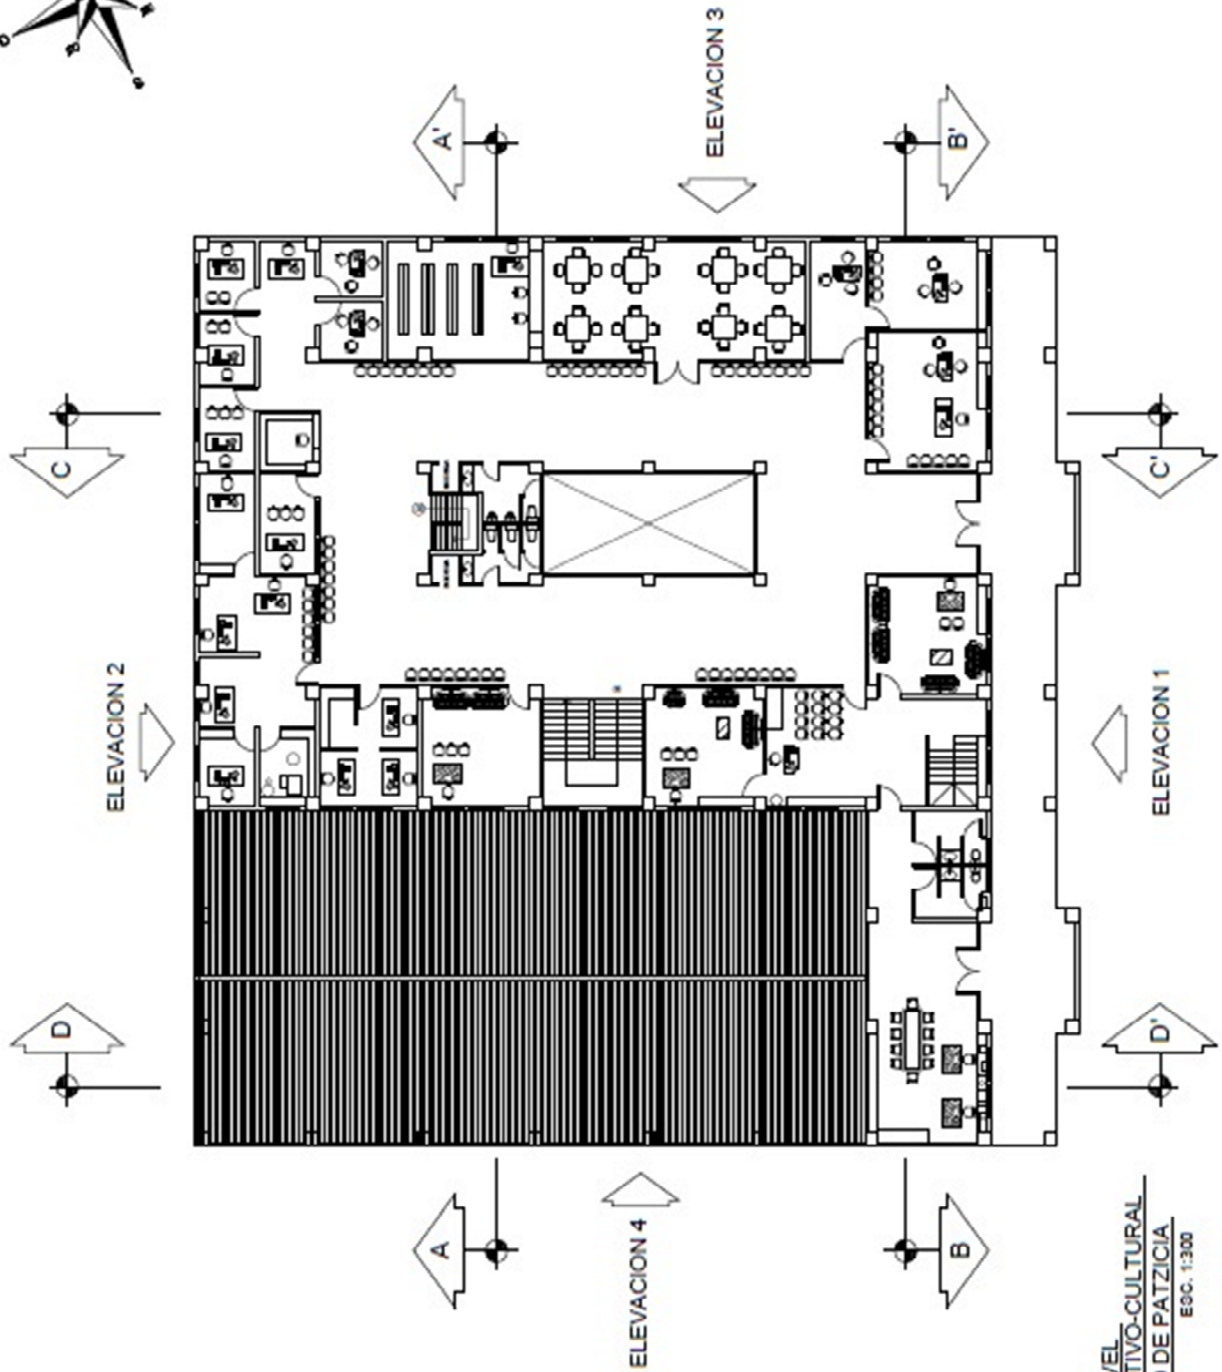 ELEVACION 3
A'
B'
C
C'
ELEVACION 2
ELEVACION 1
D
D'
A
B
ELEVACION 4
VEL
TIVO-CULTURAL
DE PATZICIA
ESC. 1:300